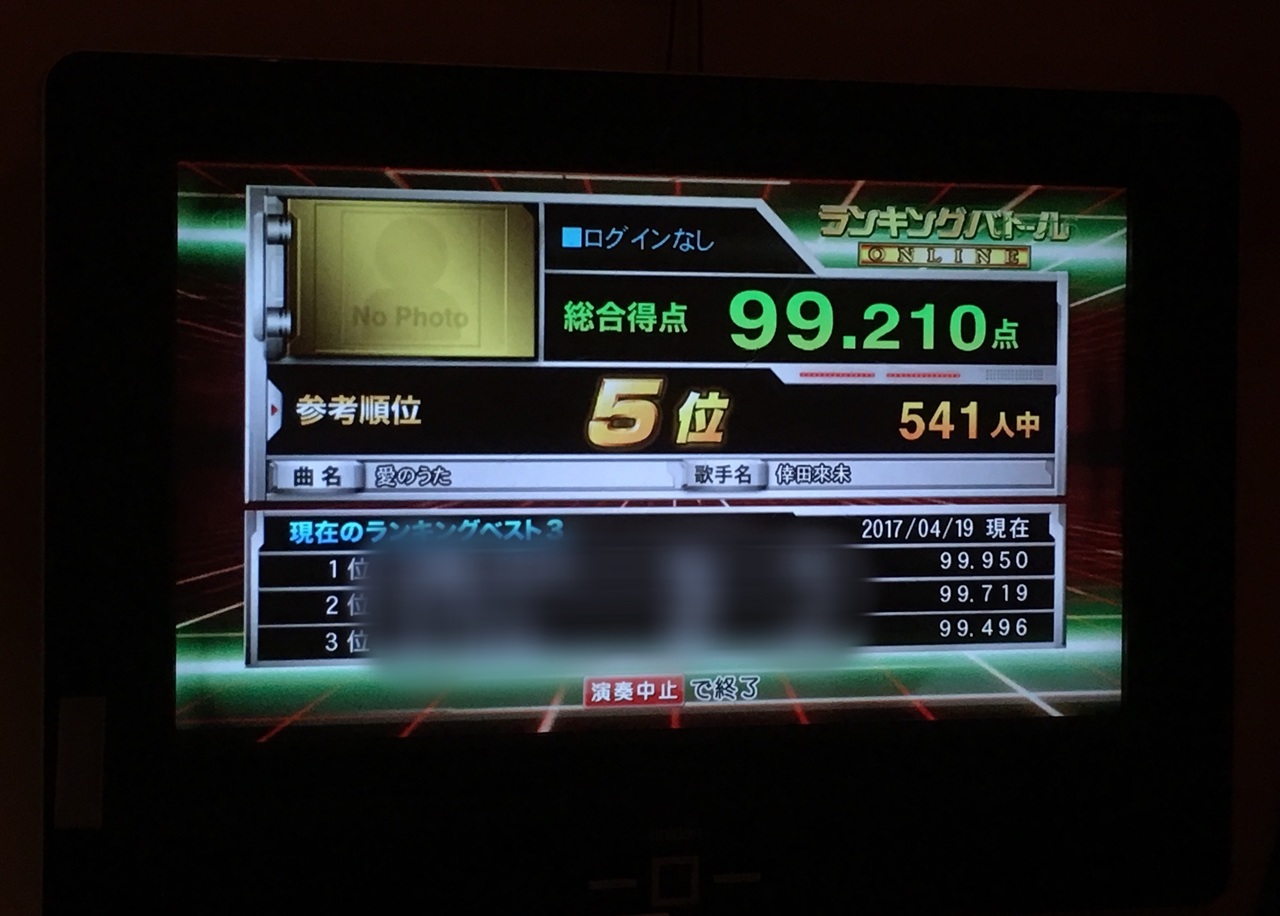 ランキングバトル
ONLINE
No Photo
■ログインなし
総合得点 99.210点
参考順位 5位 541人中
曲名 愛のうた 歌手名 倖田來未
現在のランキングベスト3 2017/04/19 現在
1位 99.950
2位 99.719
3位 99.496
演奏中止 で終了